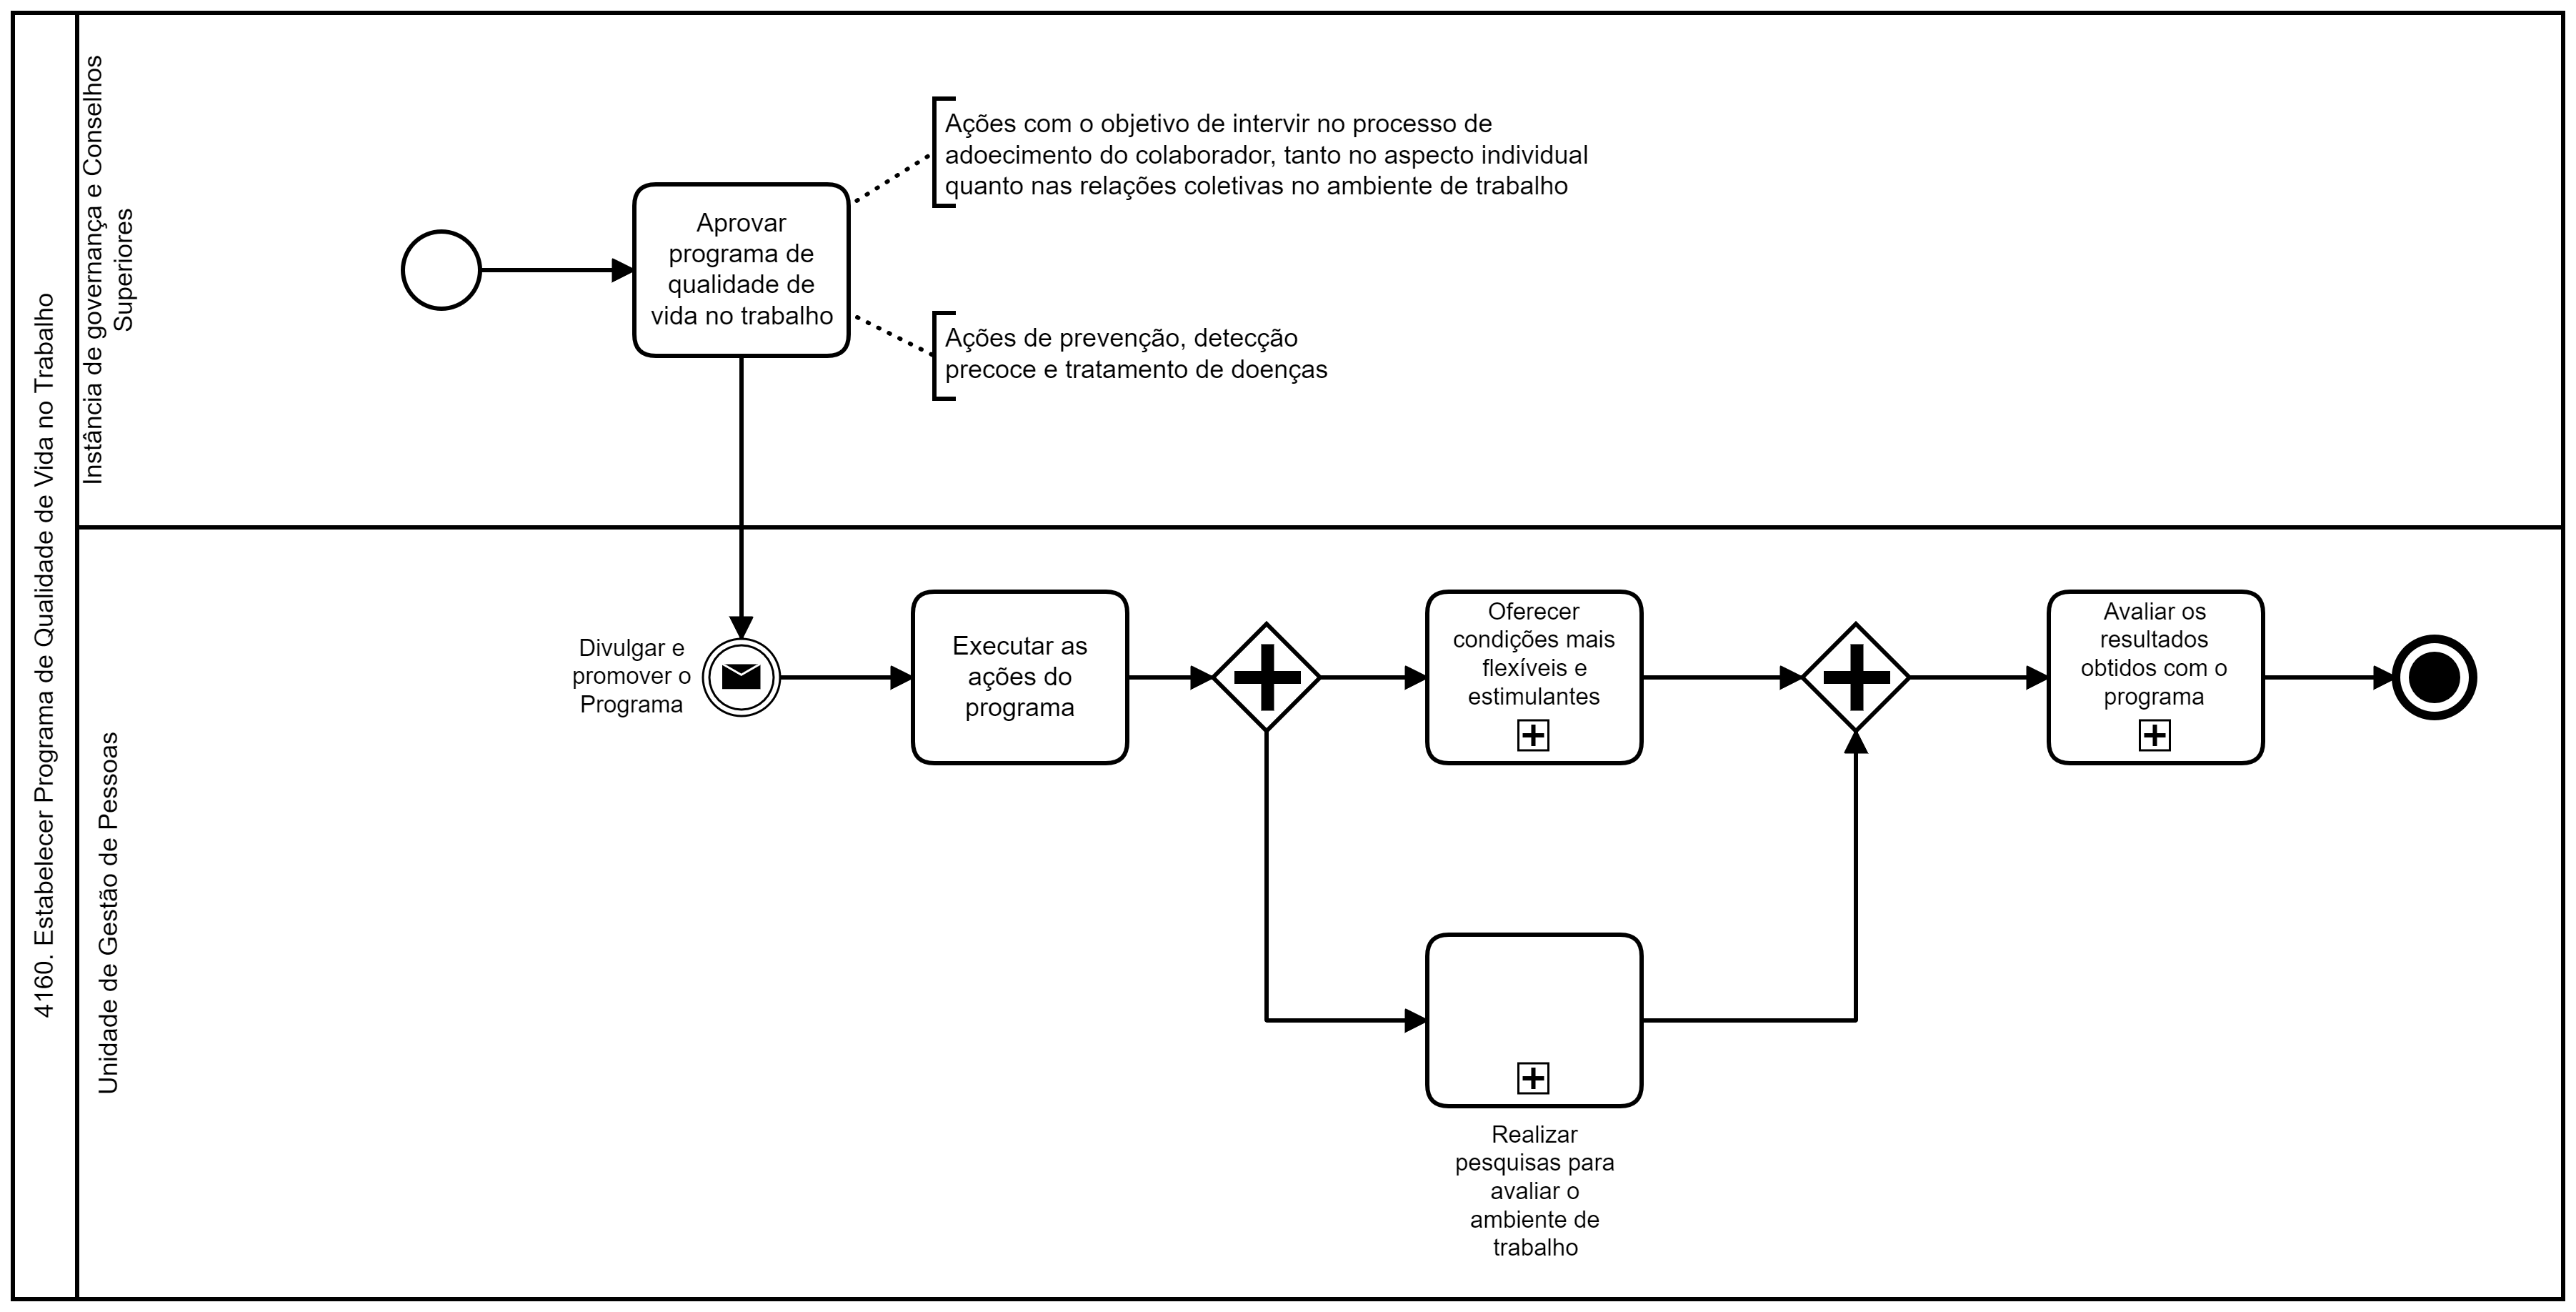 4160. Estabelecer Programa de Qualidade de Vida no Trabalho
Instância de governança e Conselhos
Superiores
Aprovar
programa de
qualidade de
vida no trabalho
Ações com o objetivo de intervir no processo de
adoecimento do colaborador, tanto no aspecto individual
quanto nas relações coletivas no ambiente de trabalho
Ações de prevenção, detecção
precoce e tratamento de doenças
Unidade de Gestão de Pessoas
Divulgar e
promover o
Programa
Executar as
ações do
programa
Oferecer
condições mais
flexíveis e
estimulantes
Realizar
pesquisas para
avaliar o
ambiente de
trabalho
Avaliar os
resultados
obtidos com o
programa